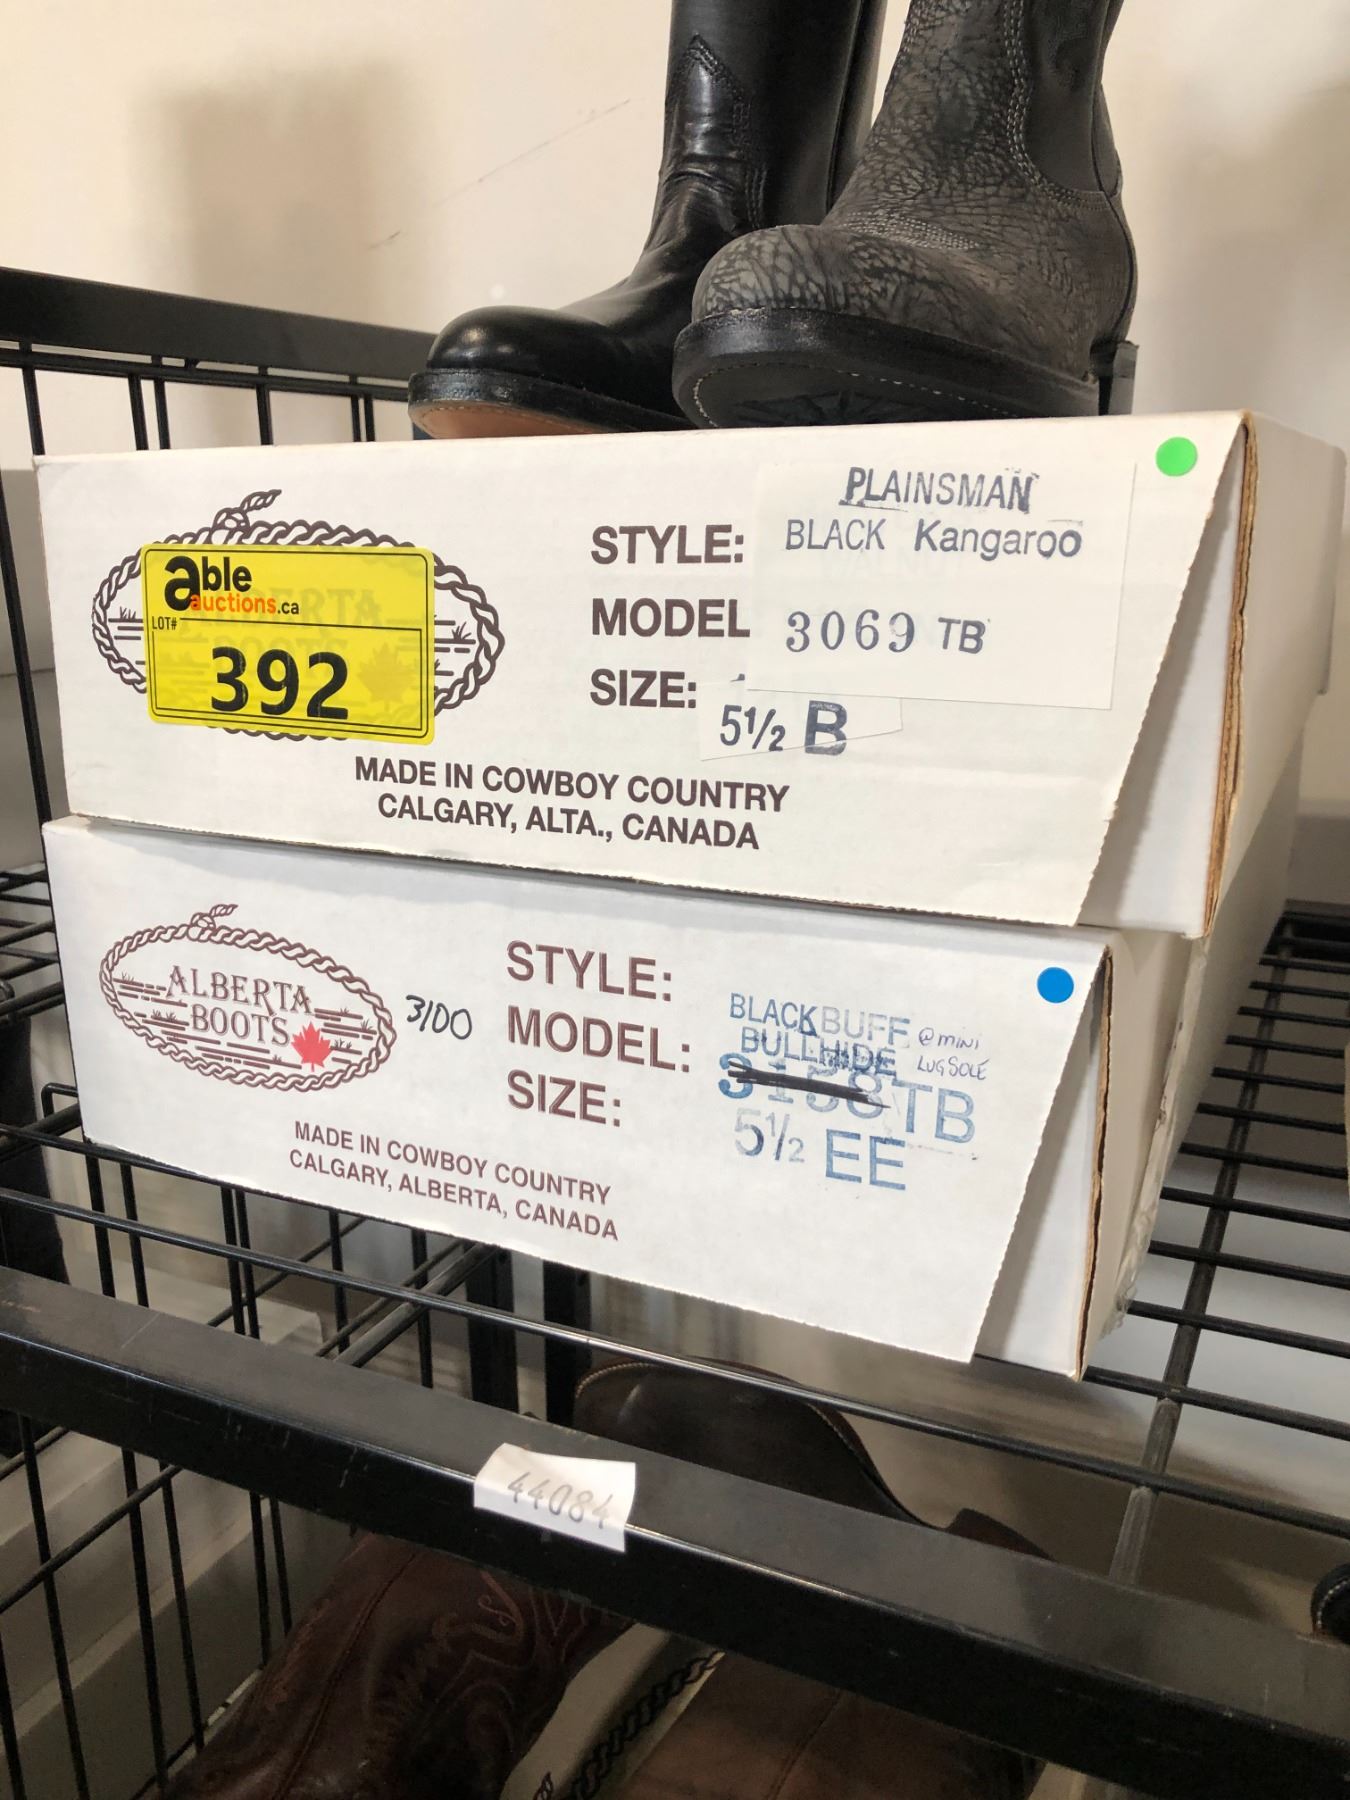 PLAINSMAN
STYLE: BLACK Kangaroo
MODEL 3069 TB
SIZE: 5½ B
able
auctions.ca
LOT#
392
MADE IN COWBOY COUNTRY
CALGARY, ALTA., CANADA
ALBERTA
BOOTS
3100
STYLE:
MODEL:
SIZE:
BLACK BUFF @ mini
BULLHIDE LUG SOLE
3138 TB
5½ EE
MADE IN COWBOY COUNTRY
CALGARY, ALBERTA, CANADA
44084